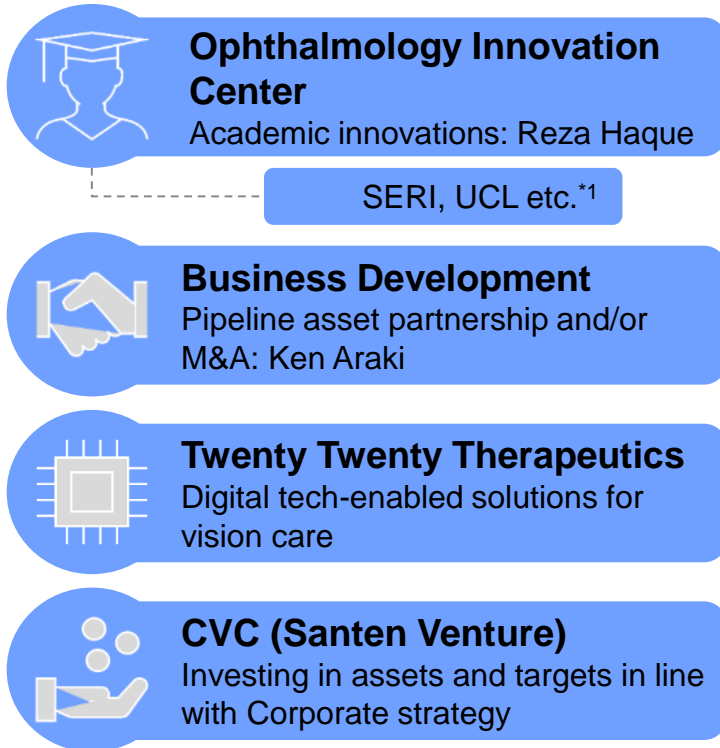 Ophthalmology Innovation
Center
Academic innovations: Reza Haque
SERI, UCL etc.*1
Business Development
Pipeline asset partnership and/or
M&A: Ken Araki
Twenty Twenty Therapeutics
Digital tech-enabled solutions for
vision care
CVC (Santen Venture)
Investing in assets and targets in line
with Corporate strategy